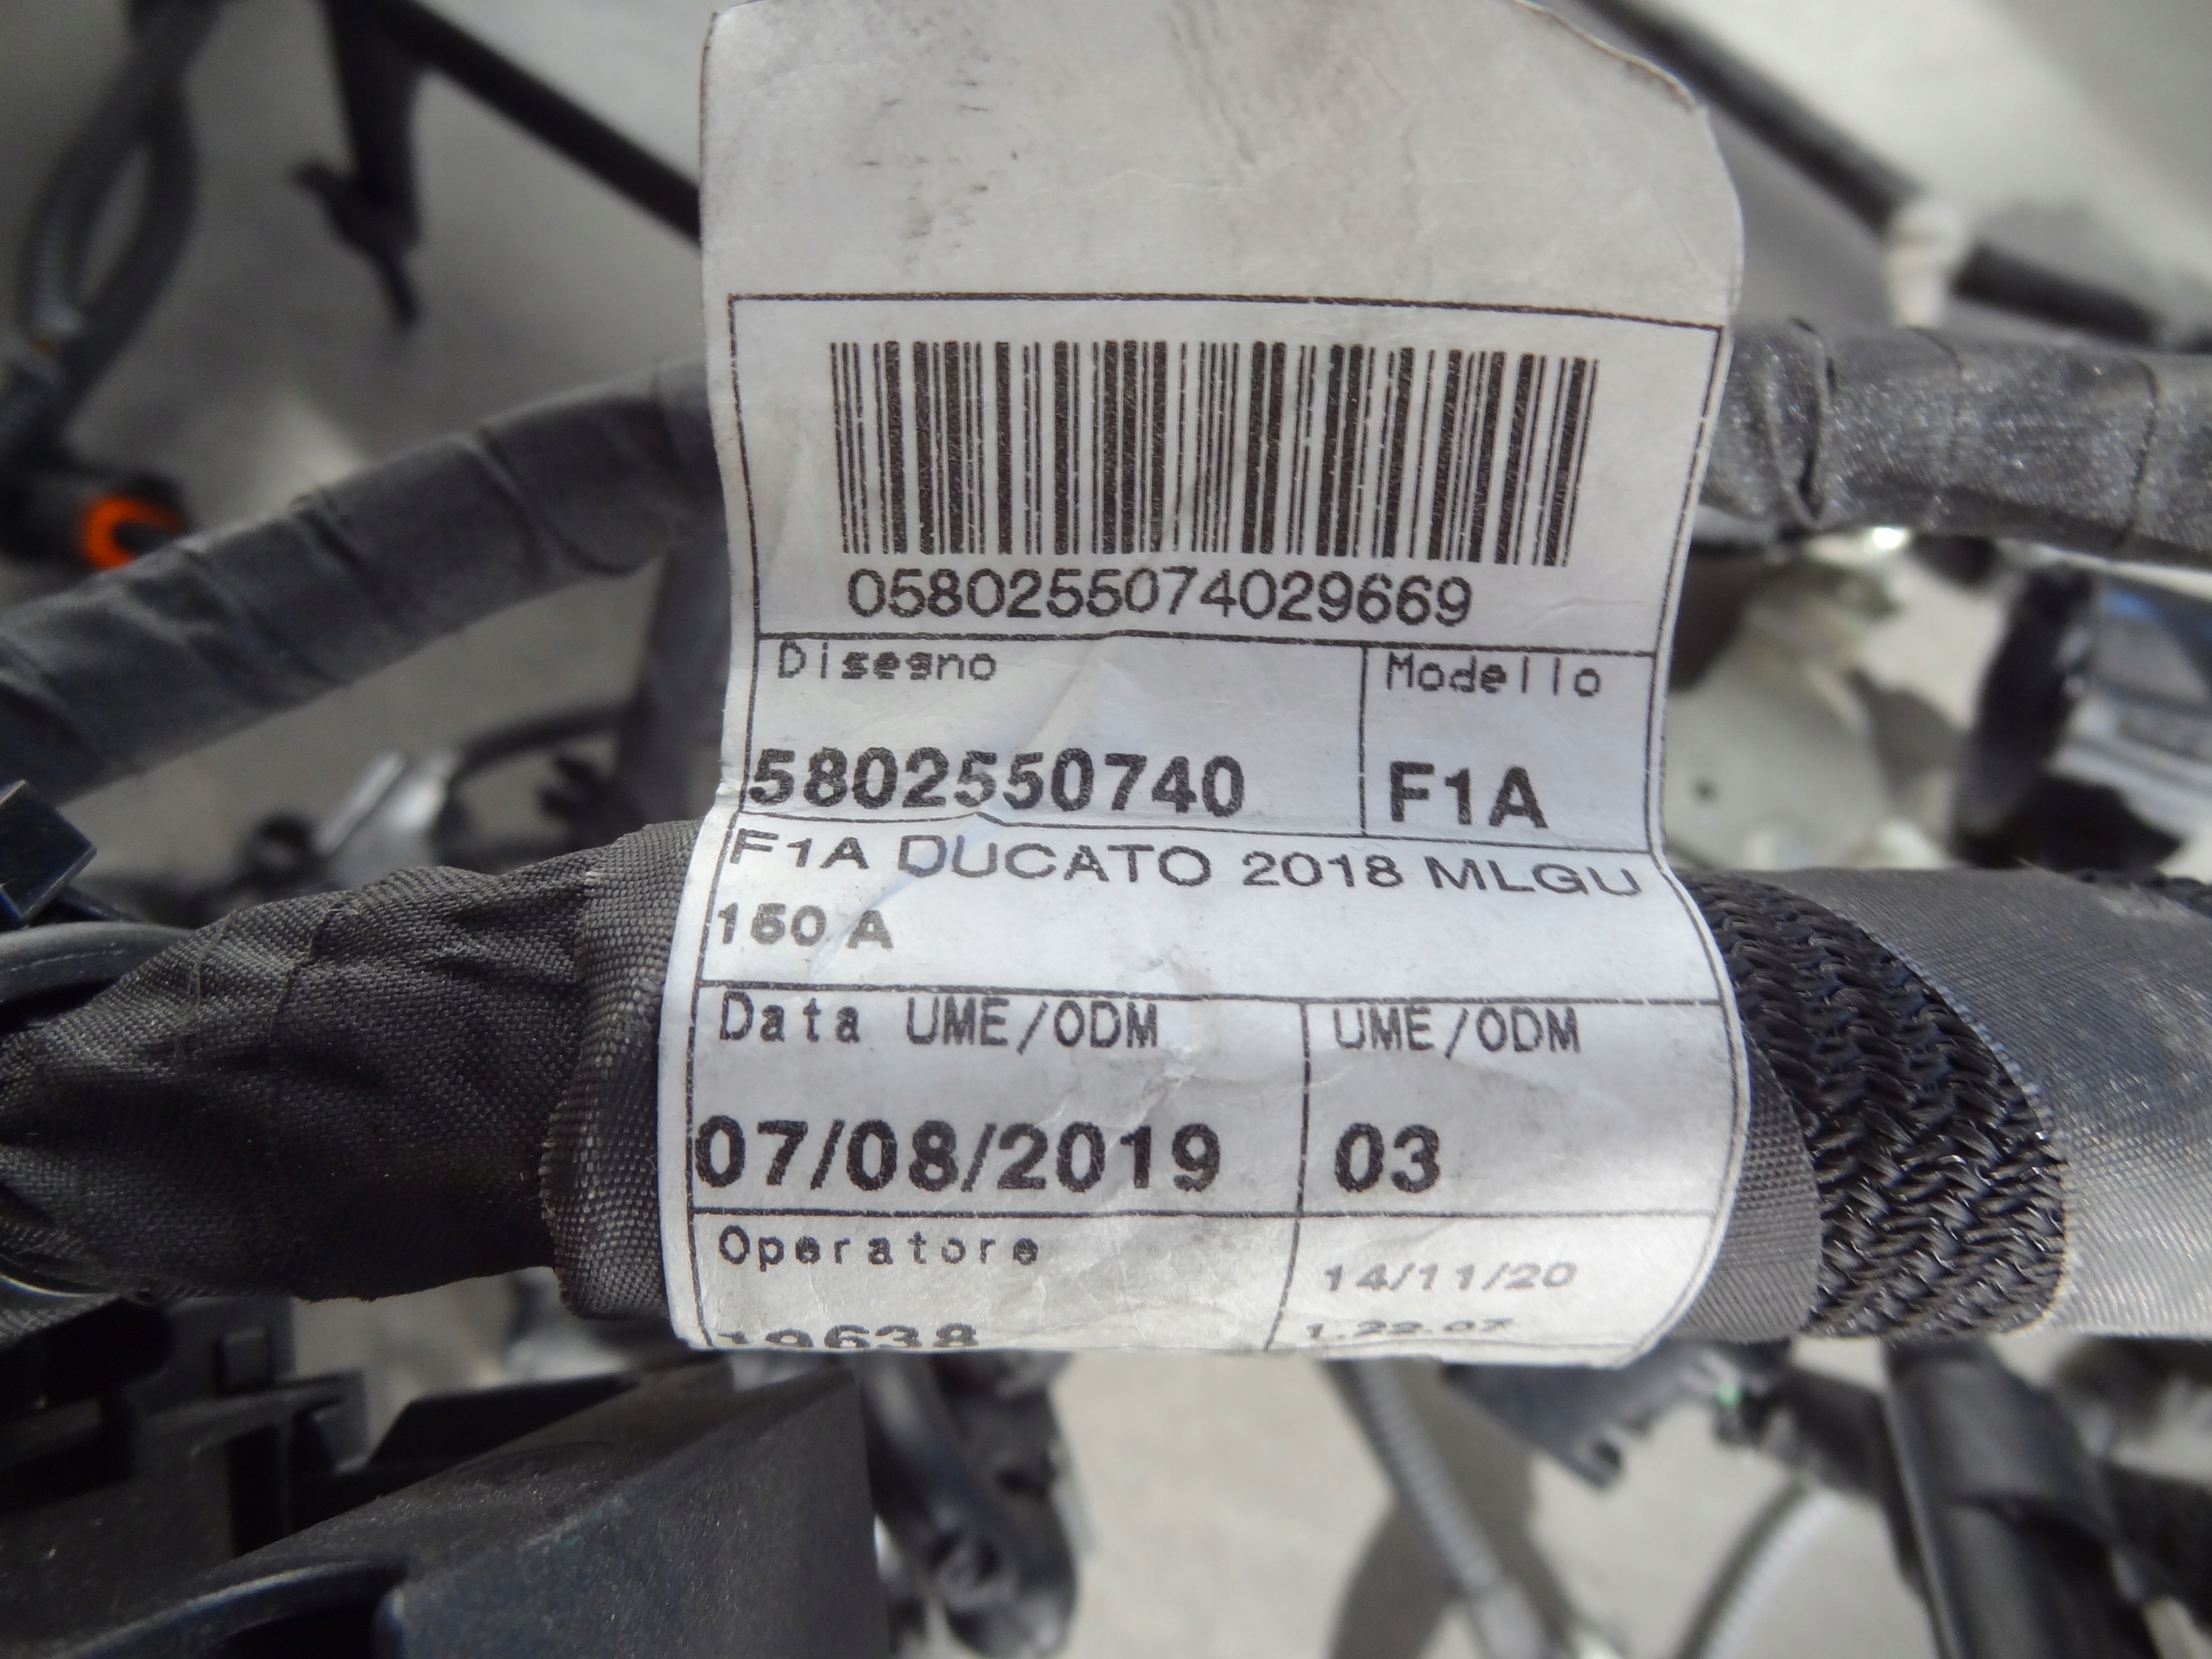 0580255074029669
Disegno Modello
5802550740 F1A
F1A DUCATO 2018 MLGU
150 A
Data UME/ODM UME/ODM
07/08/2019 03
Operatore 14/11/20